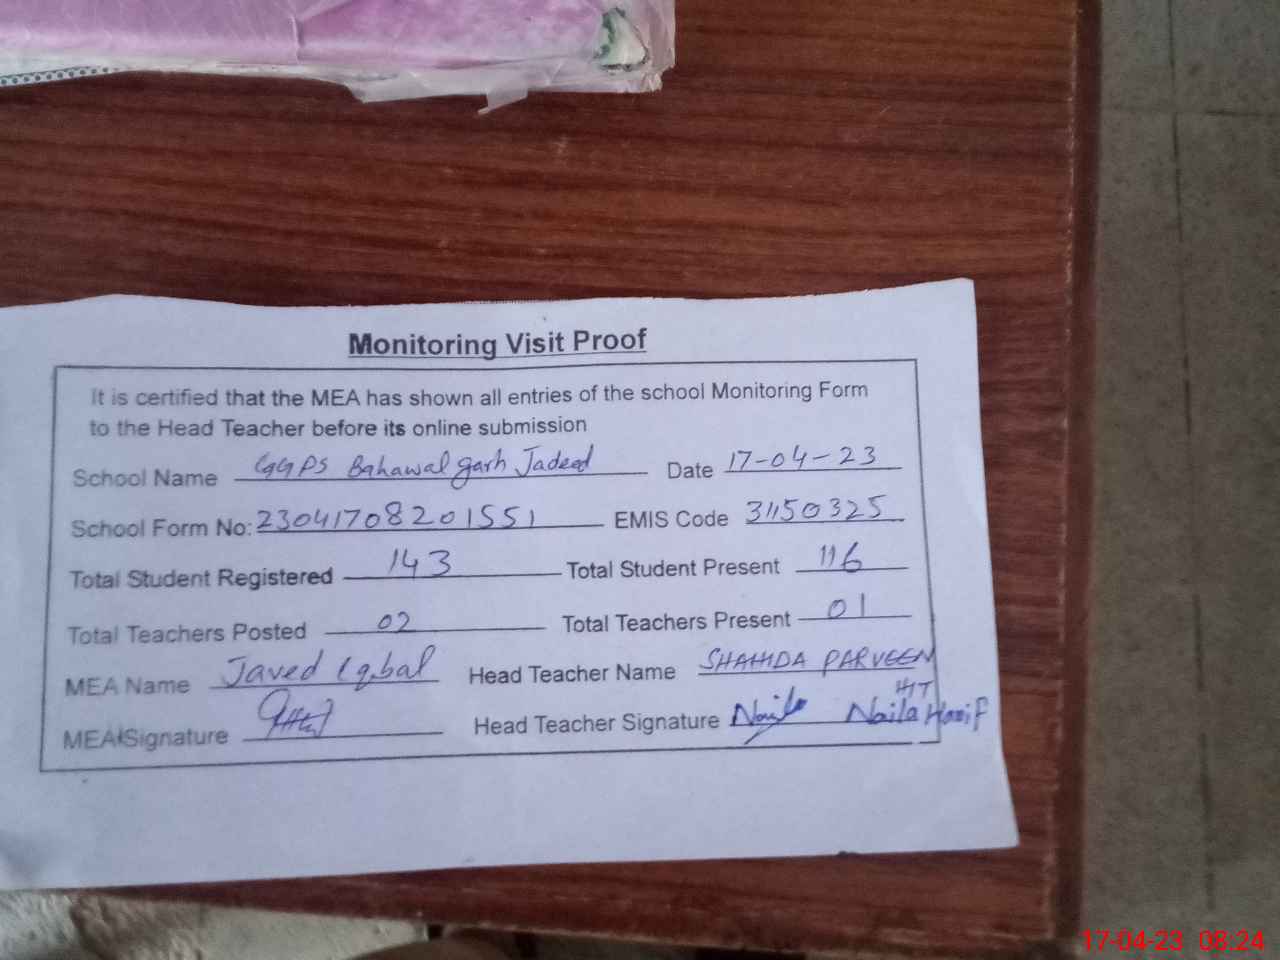 Monitoring Visit Proof
It is certified that the MEA has shown all entries of the school Monitoring Form
to the Head Teacher before its online submission
School Name GGPS Bahawal garh Jadeed Date 17-04-23
School Form No: 23041708201551 EMIS Code 31150325
Total Student Registered 143 Total Student Present 116
Total Teachers Posted 02 Total Teachers Present 01
MEA Name Javed Iqbal Head Teacher Name SHAHIDA PARVEEN
H/T
MEA Signature Head Teacher Signature Naila Naila Hanif
17-04-23 08:24